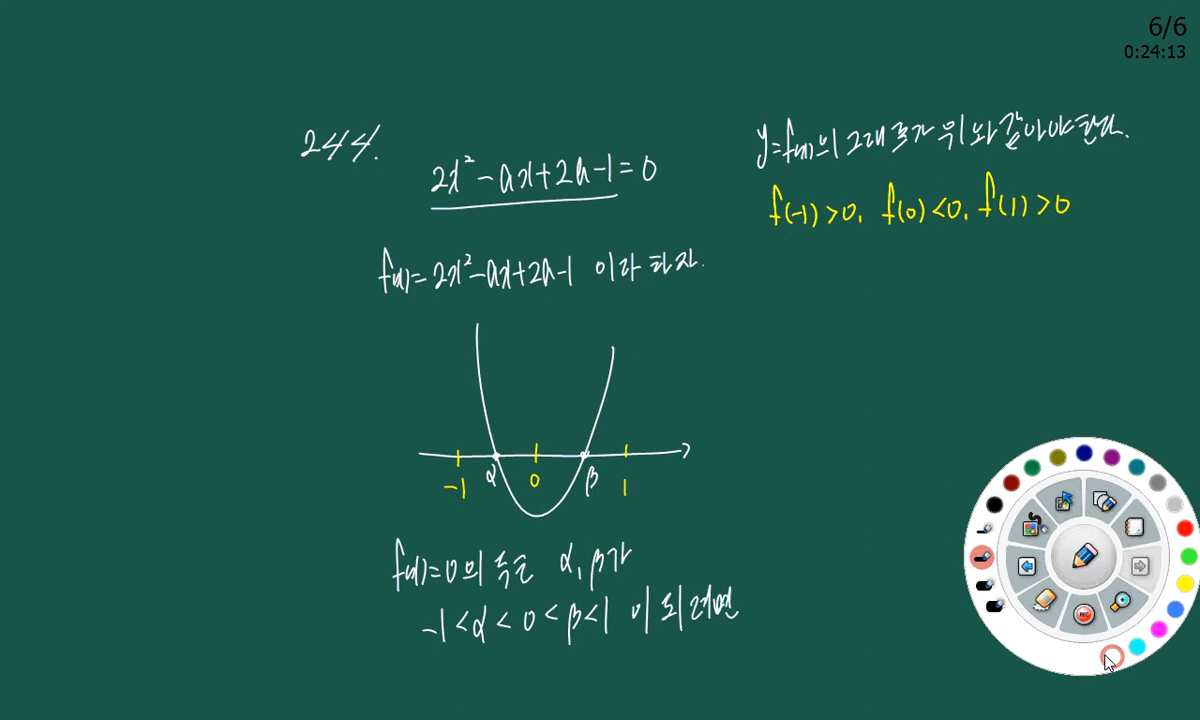 6/6
0:24:13
244.
2x² - ax + 2a - 1 = 0
f(x) = 2x² - ax + 2a - 1 이라 하자.
-1 α 0 β 1
f(x) = 0의 두근 α, β가
-1 < α < 0 < β < 1 이 되려면
y = f(x)의 그래프가 위와 같아야 한다.
f(-1) > 0, f(0) < 0, f(1) > 0
REC